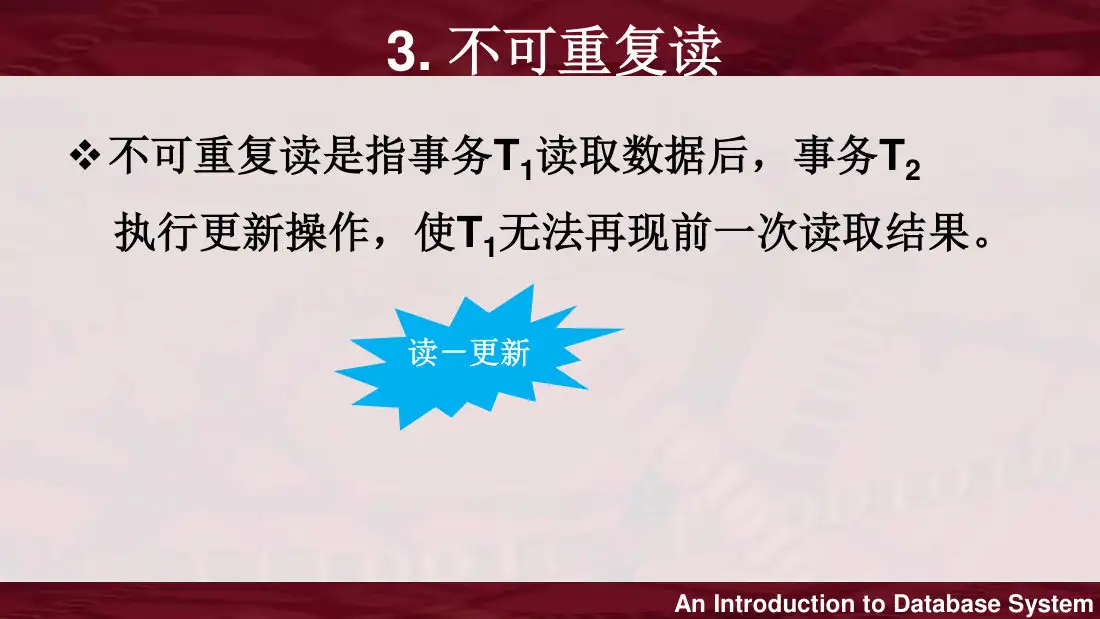 3. 不可重复读
❖不可重复读是指事务T₁读取数据后，事务T₂
执行更新操作，使T₁无法再现前一次读取结果。
读－更新
An Introduction to Database System